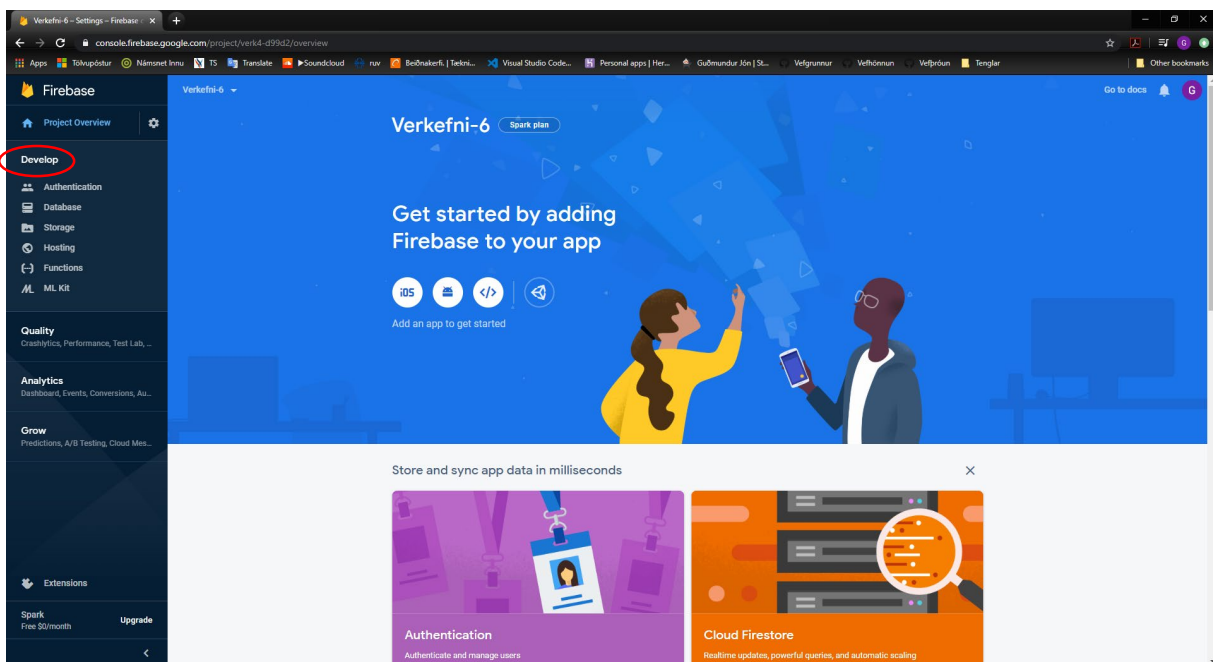 Verkefni-6 – Settings – Firebase
console.firebase.google.com/project/verk4-d99d2/overview
Apps Tölvupóstur Námsnet Innu TS Translate ►Soundcloud ruv Beiðnakerfi. | Tækni... Visual Studio Code... Personal apps | Her... Guðmundur Jón | St... Vefgrunnur Vefhönnun Vefþróun Tenglar Other bookmarks
Firebase
Verkefni-6
Go to docs
G
Project Overview
Develop
Authentication
Database
Storage
Hosting
Functions
ML Kit
Quality
Crashlytics, Performance, Test Lab, ...
Analytics
Dashboard, Events, Conversions, Au...
Grow
Predictions, A/B Testing, Cloud Mes...
Extensions
Spark
Free $0/month
Upgrade
Verkefni-6 Spark plan
Get started by adding
Firebase to your app
iOS
Add an app to get started
Store and sync app data in milliseconds
Authentication
Authenticate and manage users
Cloud Firestore
Realtime updates, powerful queries, and automatic scaling